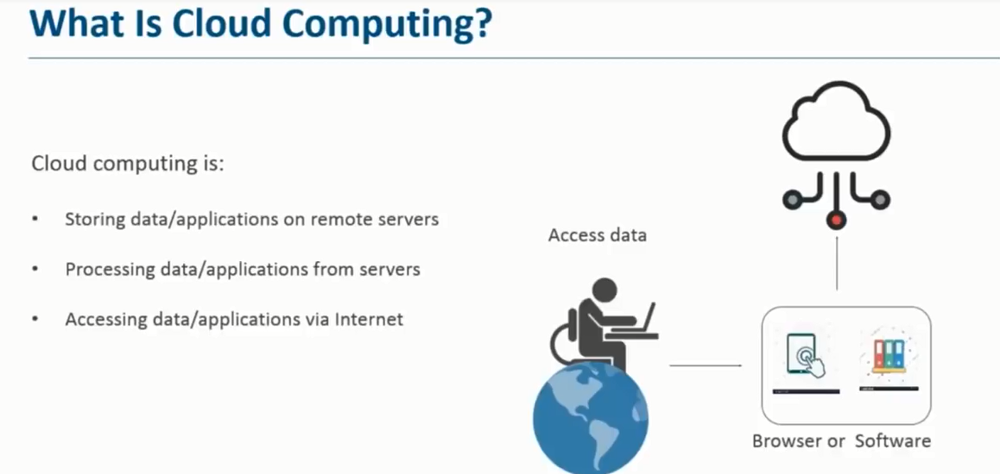 What Is Cloud Computing?
Cloud computing is:
• Storing data/applications on remote servers
• Processing data/applications from servers
• Accessing data/applications via Internet
Access data
Browser or Software